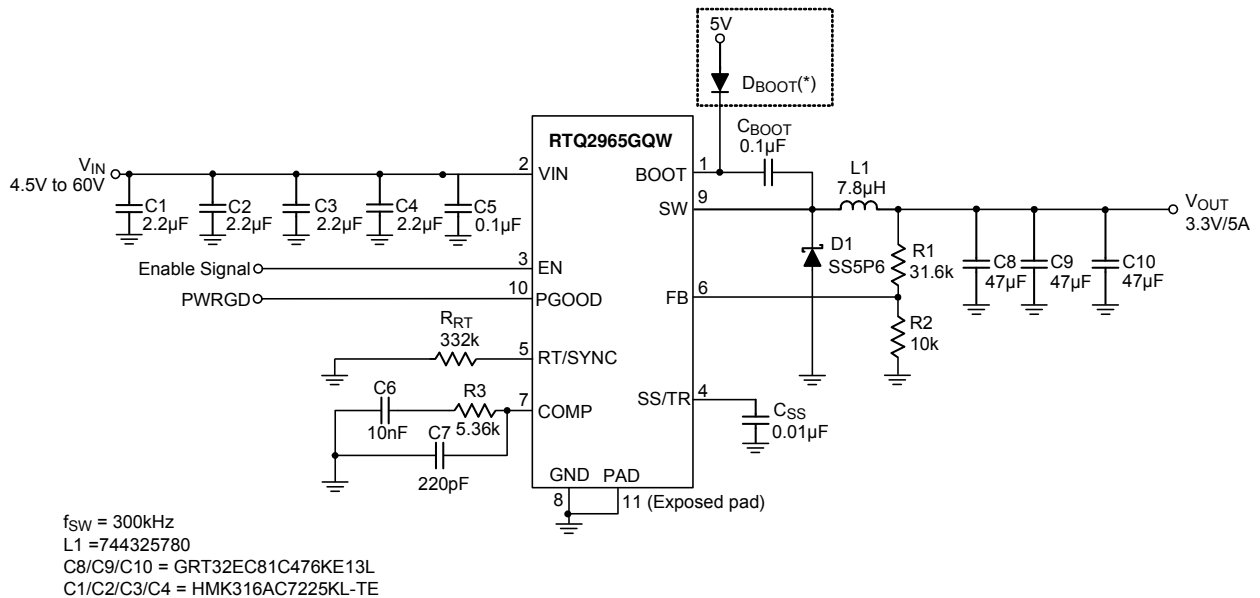 5V
DBOOT(*)
RTQ2965GQW
CBOOT
0.1µF
VIN
4.5V to 60V
2
VIN
BOOT
1
L1
7.8µH
SW
9
VOUT
3.3V/5A
C1
2.2µF
C2
2.2µF
C3
2.2µF
C4
2.2µF
C5
0.1µF
D1
SS5P6
R1
31.6k
C8
47µF
C9
47µF
C10
47µF
Enable Signal
3
EN
PWRGD
10
PGOOD
FB
6
R2
10k
RRT
332k
5
RT/SYNC
C6
10nF
R3
5.36k
7
COMP
C7
220pF
SS/TR
4
CSS
0.01µF
GND
PAD
8
11 (Exposed pad)
fSW = 300kHz
L1 =744325780
C8/C9/C10 = GRT32EC81C476KE13L
C1/C2/C3/C4 = HMK316AC7225KL-TE